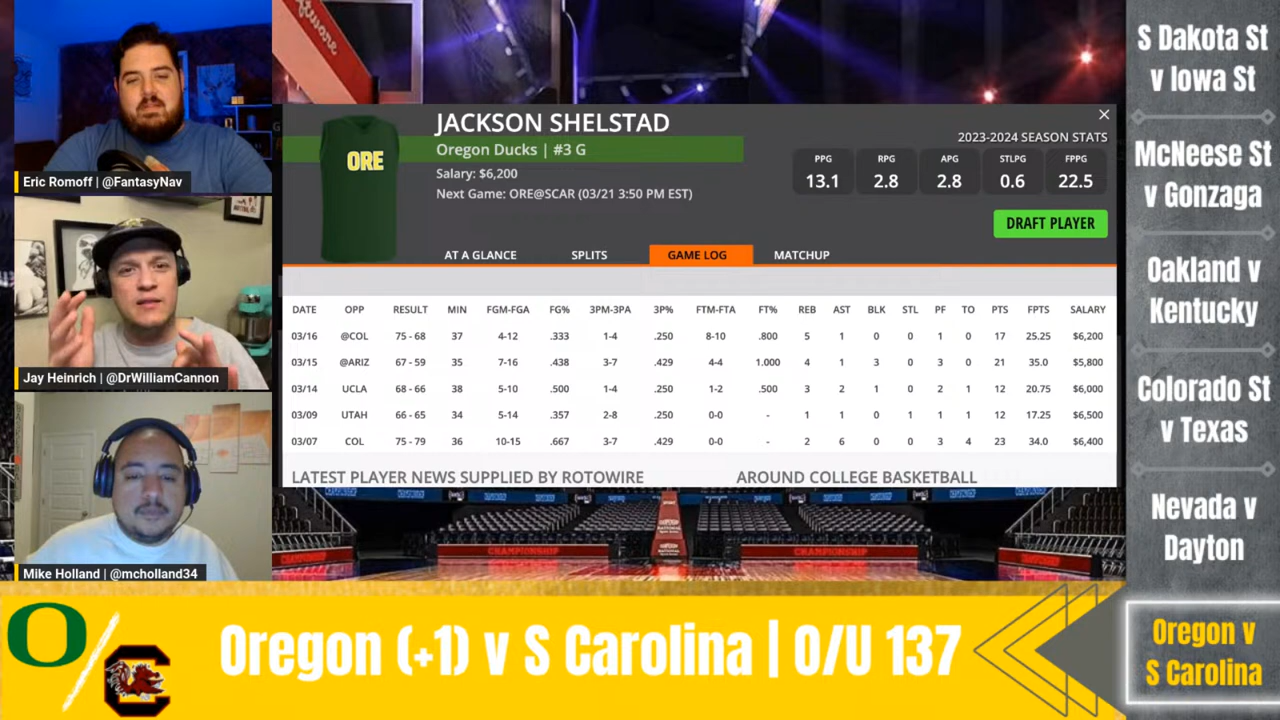 Eric Romoff | @FantasyNav
Jay Heinrich | @DrWilliamCannon
Mike Holland | @mcholland34
ORE
JACKSON SHELSTAD
Oregon Ducks | #3 G
Salary: $6,200
Next Game: ORE@SCAR (03/21 3:50 PM EST)
2023-2024 SEASON STATS
PPG RPG APG STLPG FPPG
13.1 2.8 2.8 0.6 22.5
DRAFT PLAYER
AT A GLANCE SPLITS GAME LOG MATCHUP
DATE OPP RESULT MIN FGM-FGA FG% 3PM-3PA 3P% FTM-FTA FT% REB AST BLK STL PF TO PTS FPTS SALARY
03/16 @COL 75 - 68 37 4-12 .333 1-4 .250 8-10 .800 5 1 0 0 1 0 17 25.25 $6,200
03/15 @ARIZ 67 - 59 35 7-16 .438 3-7 .429 4-4 1.000 4 1 3 0 3 0 21 35.0 $5,800
03/14 UCLA 68 - 66 38 5-10 .500 1-4 .250 1-2 .500 3 2 1 0 2 1 12 20.75 $6,000
03/09 UTAH 66 - 65 34 5-14 .357 2-8 .250 0-0 - 1 1 0 1 1 1 12 17.25 $6,500
03/07 COL 75 - 79 36 10-15 .667 3-7 .429 0-0 - 2 6 0 0 3 4 23 34.0 $6,400
LATEST PLAYER NEWS SUPPLIED BY ROTOWIRE AROUND COLLEGE BASKETBALL
CHAMPIONSHIP
CHAMPIONSHIP
S Dakota St
v Iowa St
McNeese St
v Gonzaga
Oakland v
Kentucky
Colorado St
v Texas
Nevada v
Dayton
Oregon v
S Carolina
O
C
Oregon (+1) v S Carolina | O/U 137